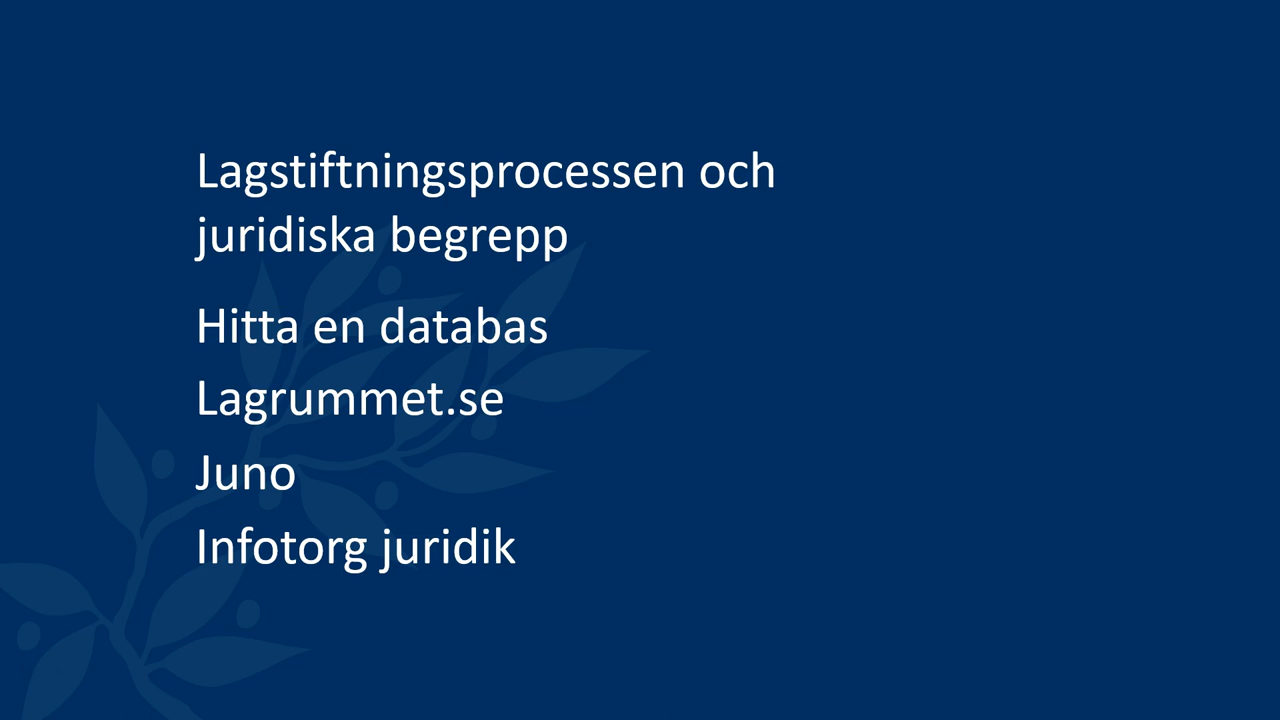 Lagstiftningsprocessen och
juridiska begrepp
Hitta en databas
Lagrummet.se
Juno
Infotorg juridik